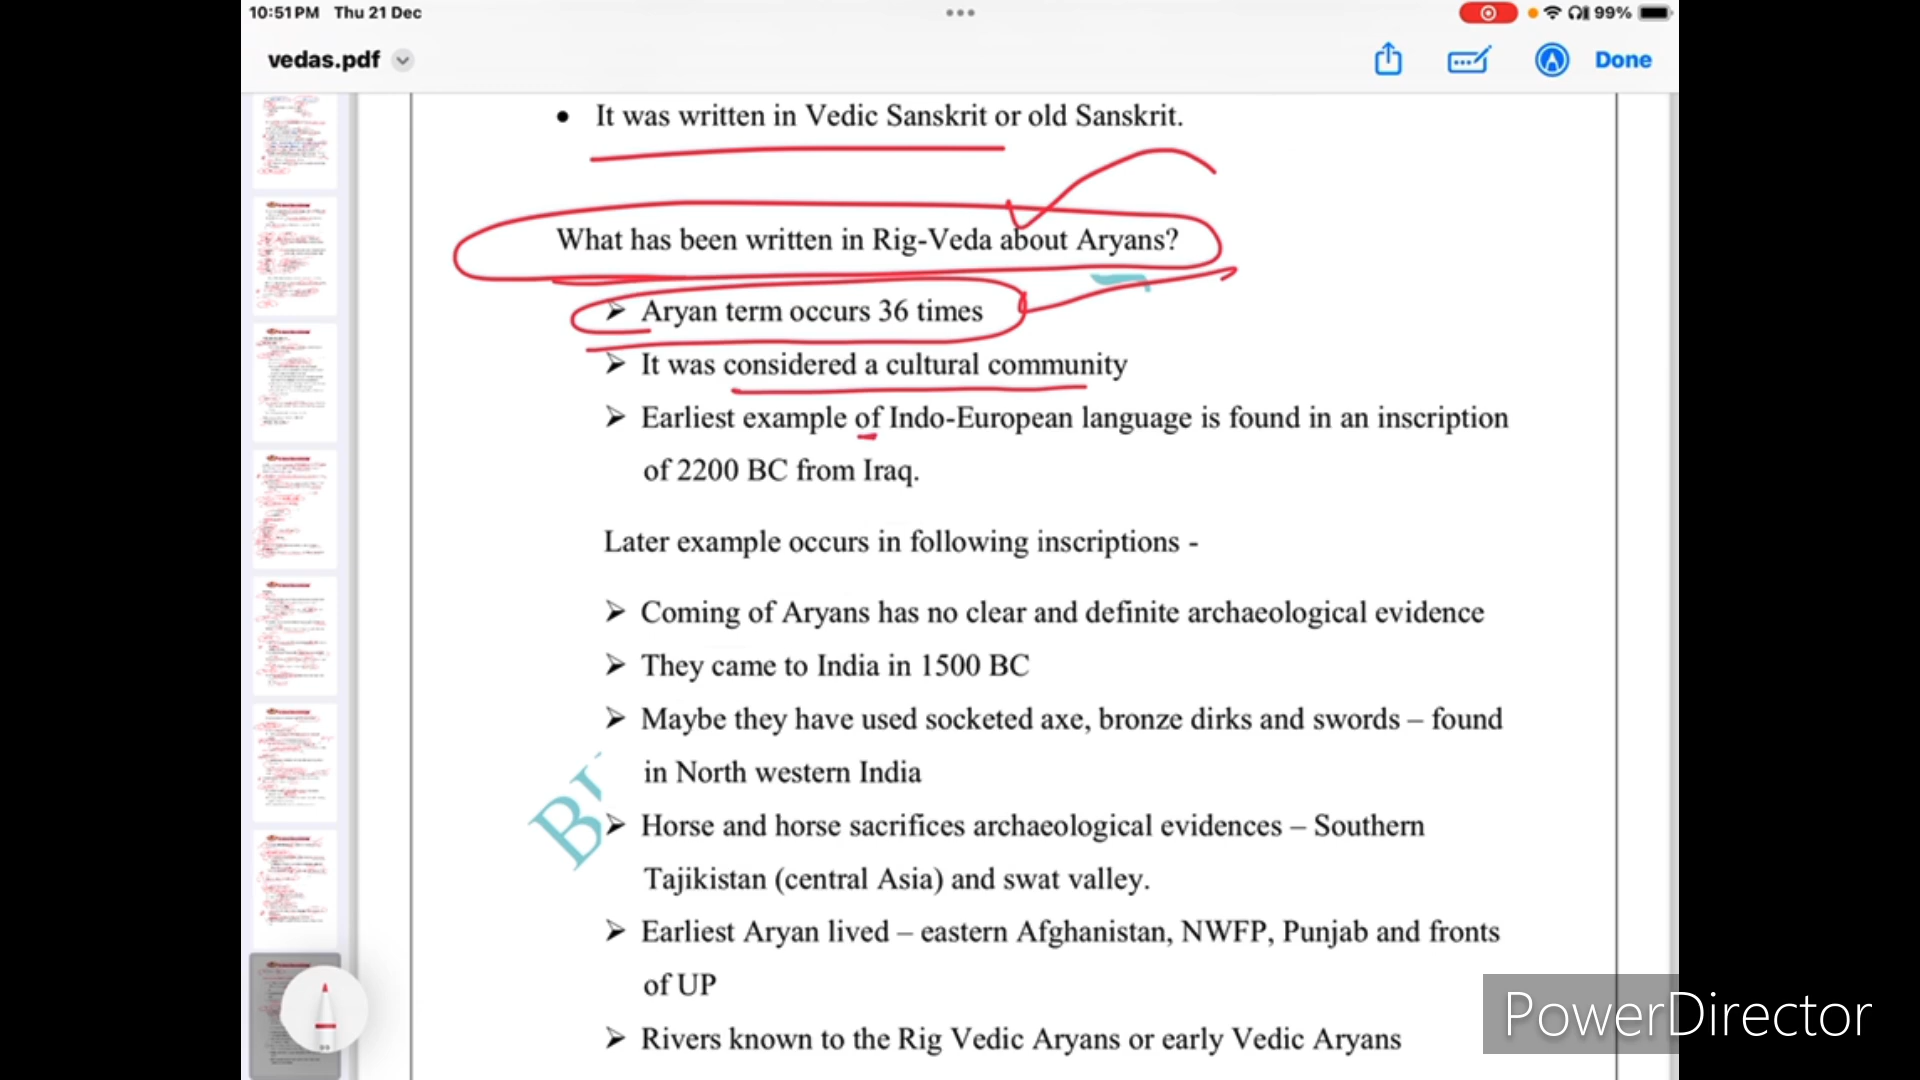 10:51 PM Thu 21 Dec
99%
vedas.pdf
Done
• It was written in Vedic Sanskrit or old Sanskrit.
What has been written in Rig-Veda about Aryans?
➢ Aryan term occurs 36 times
➢ It was considered a cultural community
➢ Earliest example of Indo-European language is found in an inscription
of 2200 BC from Iraq.
Later example occurs in following inscriptions -
➢ Coming of Aryans has no clear and definite archaeological evidence
➢ They came to India in 1500 BC
➢ Maybe they have used socketed axe, bronze dirks and swords – found
in North western India
➢ Horse and horse sacrifices archaeological evidences – Southern
Tajikistan (central Asia) and swat valley.
➢ Earliest Aryan lived – eastern Afghanistan, NWFP, Punjab and fronts
of UP
➢ Rivers known to the Rig Vedic Aryans or early Vedic Aryans
PowerDirector